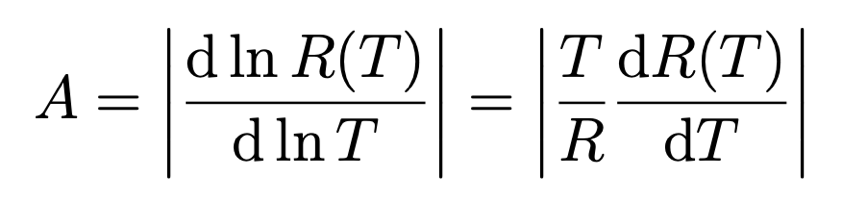 A = | d ln R(T) / d ln T | = | T/R dR(T)/dT |